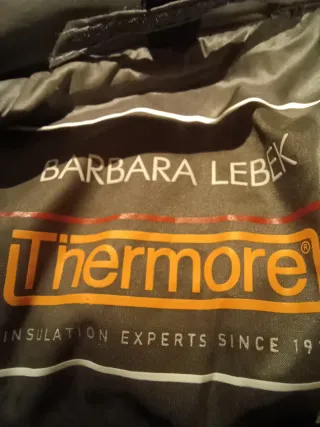 BARBARA LEBEK
Thermore®
INSULATION EXPERTS SINCE